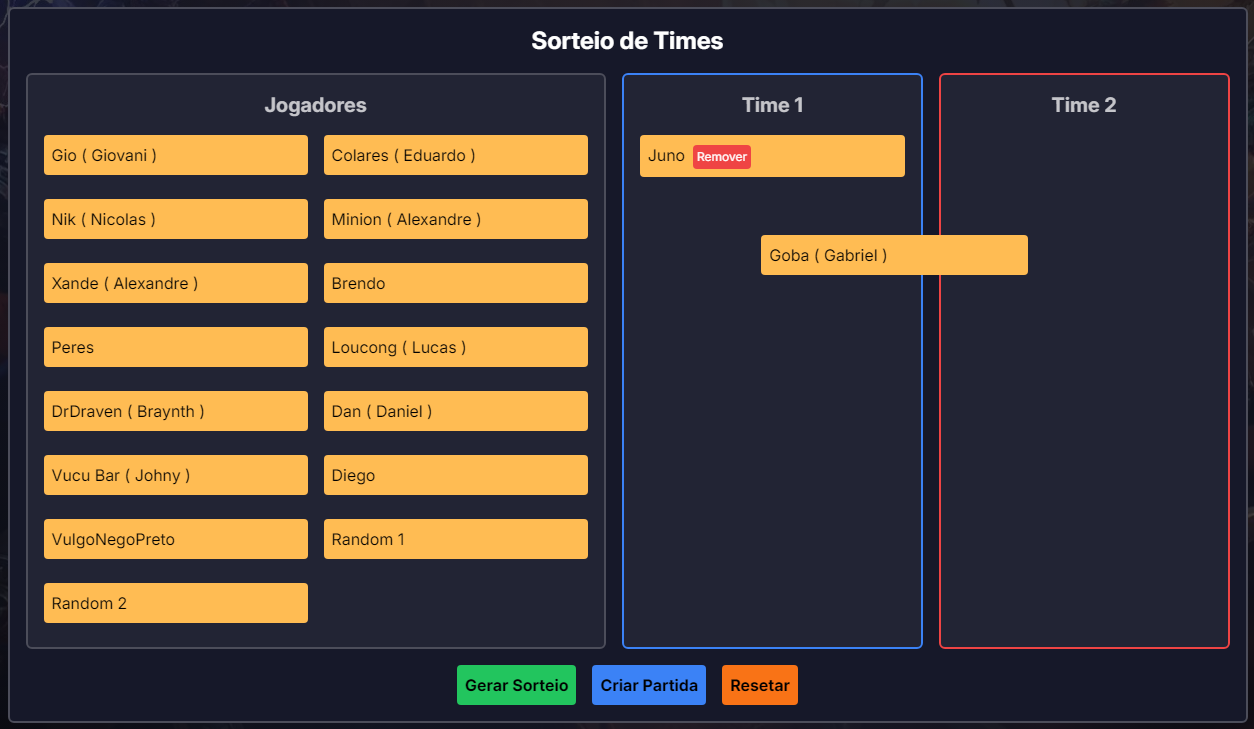 Sorteio de Times
Jogadores
Gio ( Giovani )
Colares ( Eduardo )
Nik ( Nicolas )
Minion ( Alexandre )
Xande ( Alexandre )
Brendo
Peres
Loucong ( Lucas )
DrDraven ( Braynth )
Dan ( Daniel )
Vucu Bar ( Johny )
Diego
VulgoNegoPreto
Random 1
Random 2
Time 1
Juno Remover
Goba ( Gabriel )
Time 2
Gerar Sorteio
Criar Partida
Resetar